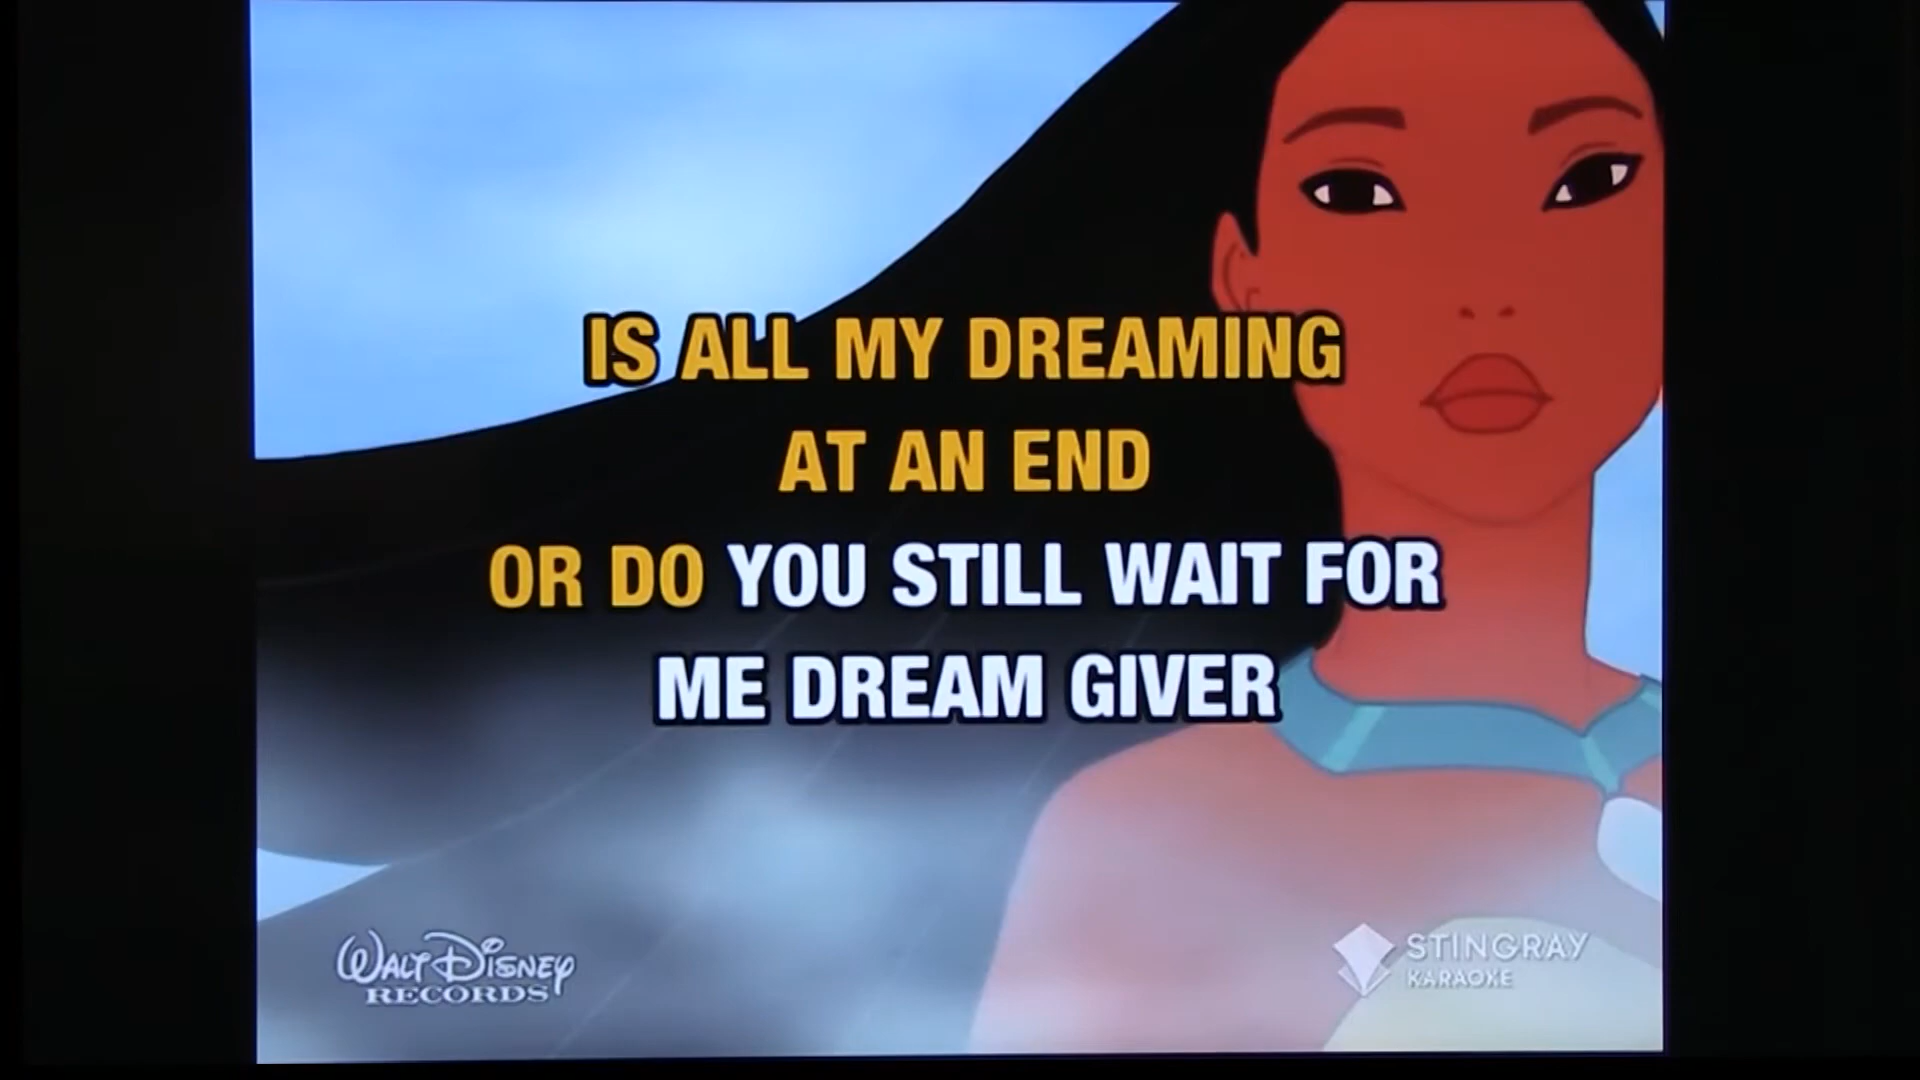 IS ALL MY DREAMING
AT AN END
OR DO YOU STILL WAIT FOR
ME DREAM GIVER
WALT DISNEY
RECORDS
STINGRAY
KARAOKE